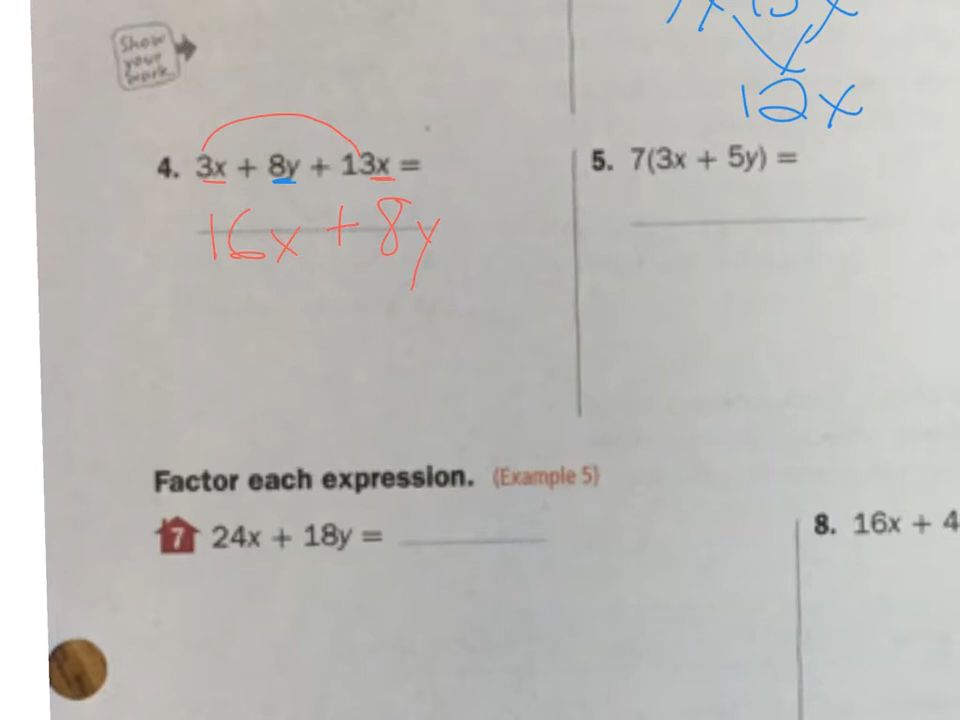 12x
Show
your
work
4. 3x + 8y + 13x =
5. 7(3x + 5y) =
16x + 8y
Factor each expression. (Example 5)
7 24x + 18y =
8. 16x + 4